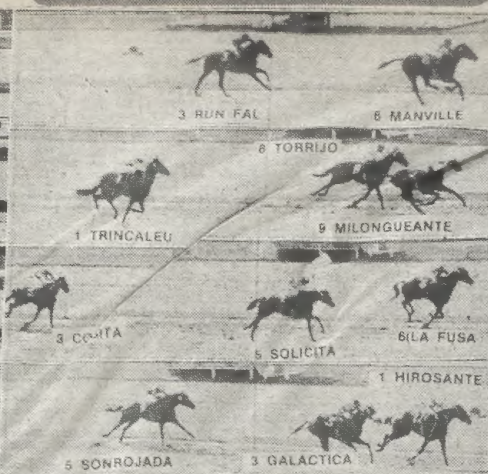 3 RUN FAL
6 MANVILLE
8 TORRIJO
1 TRINCALEU
9 MILONGUEANTE
3
5 SOLICITA
6 LA FUSA
1 HIROSANTE
5 SONROJADA
3 GALACTICA